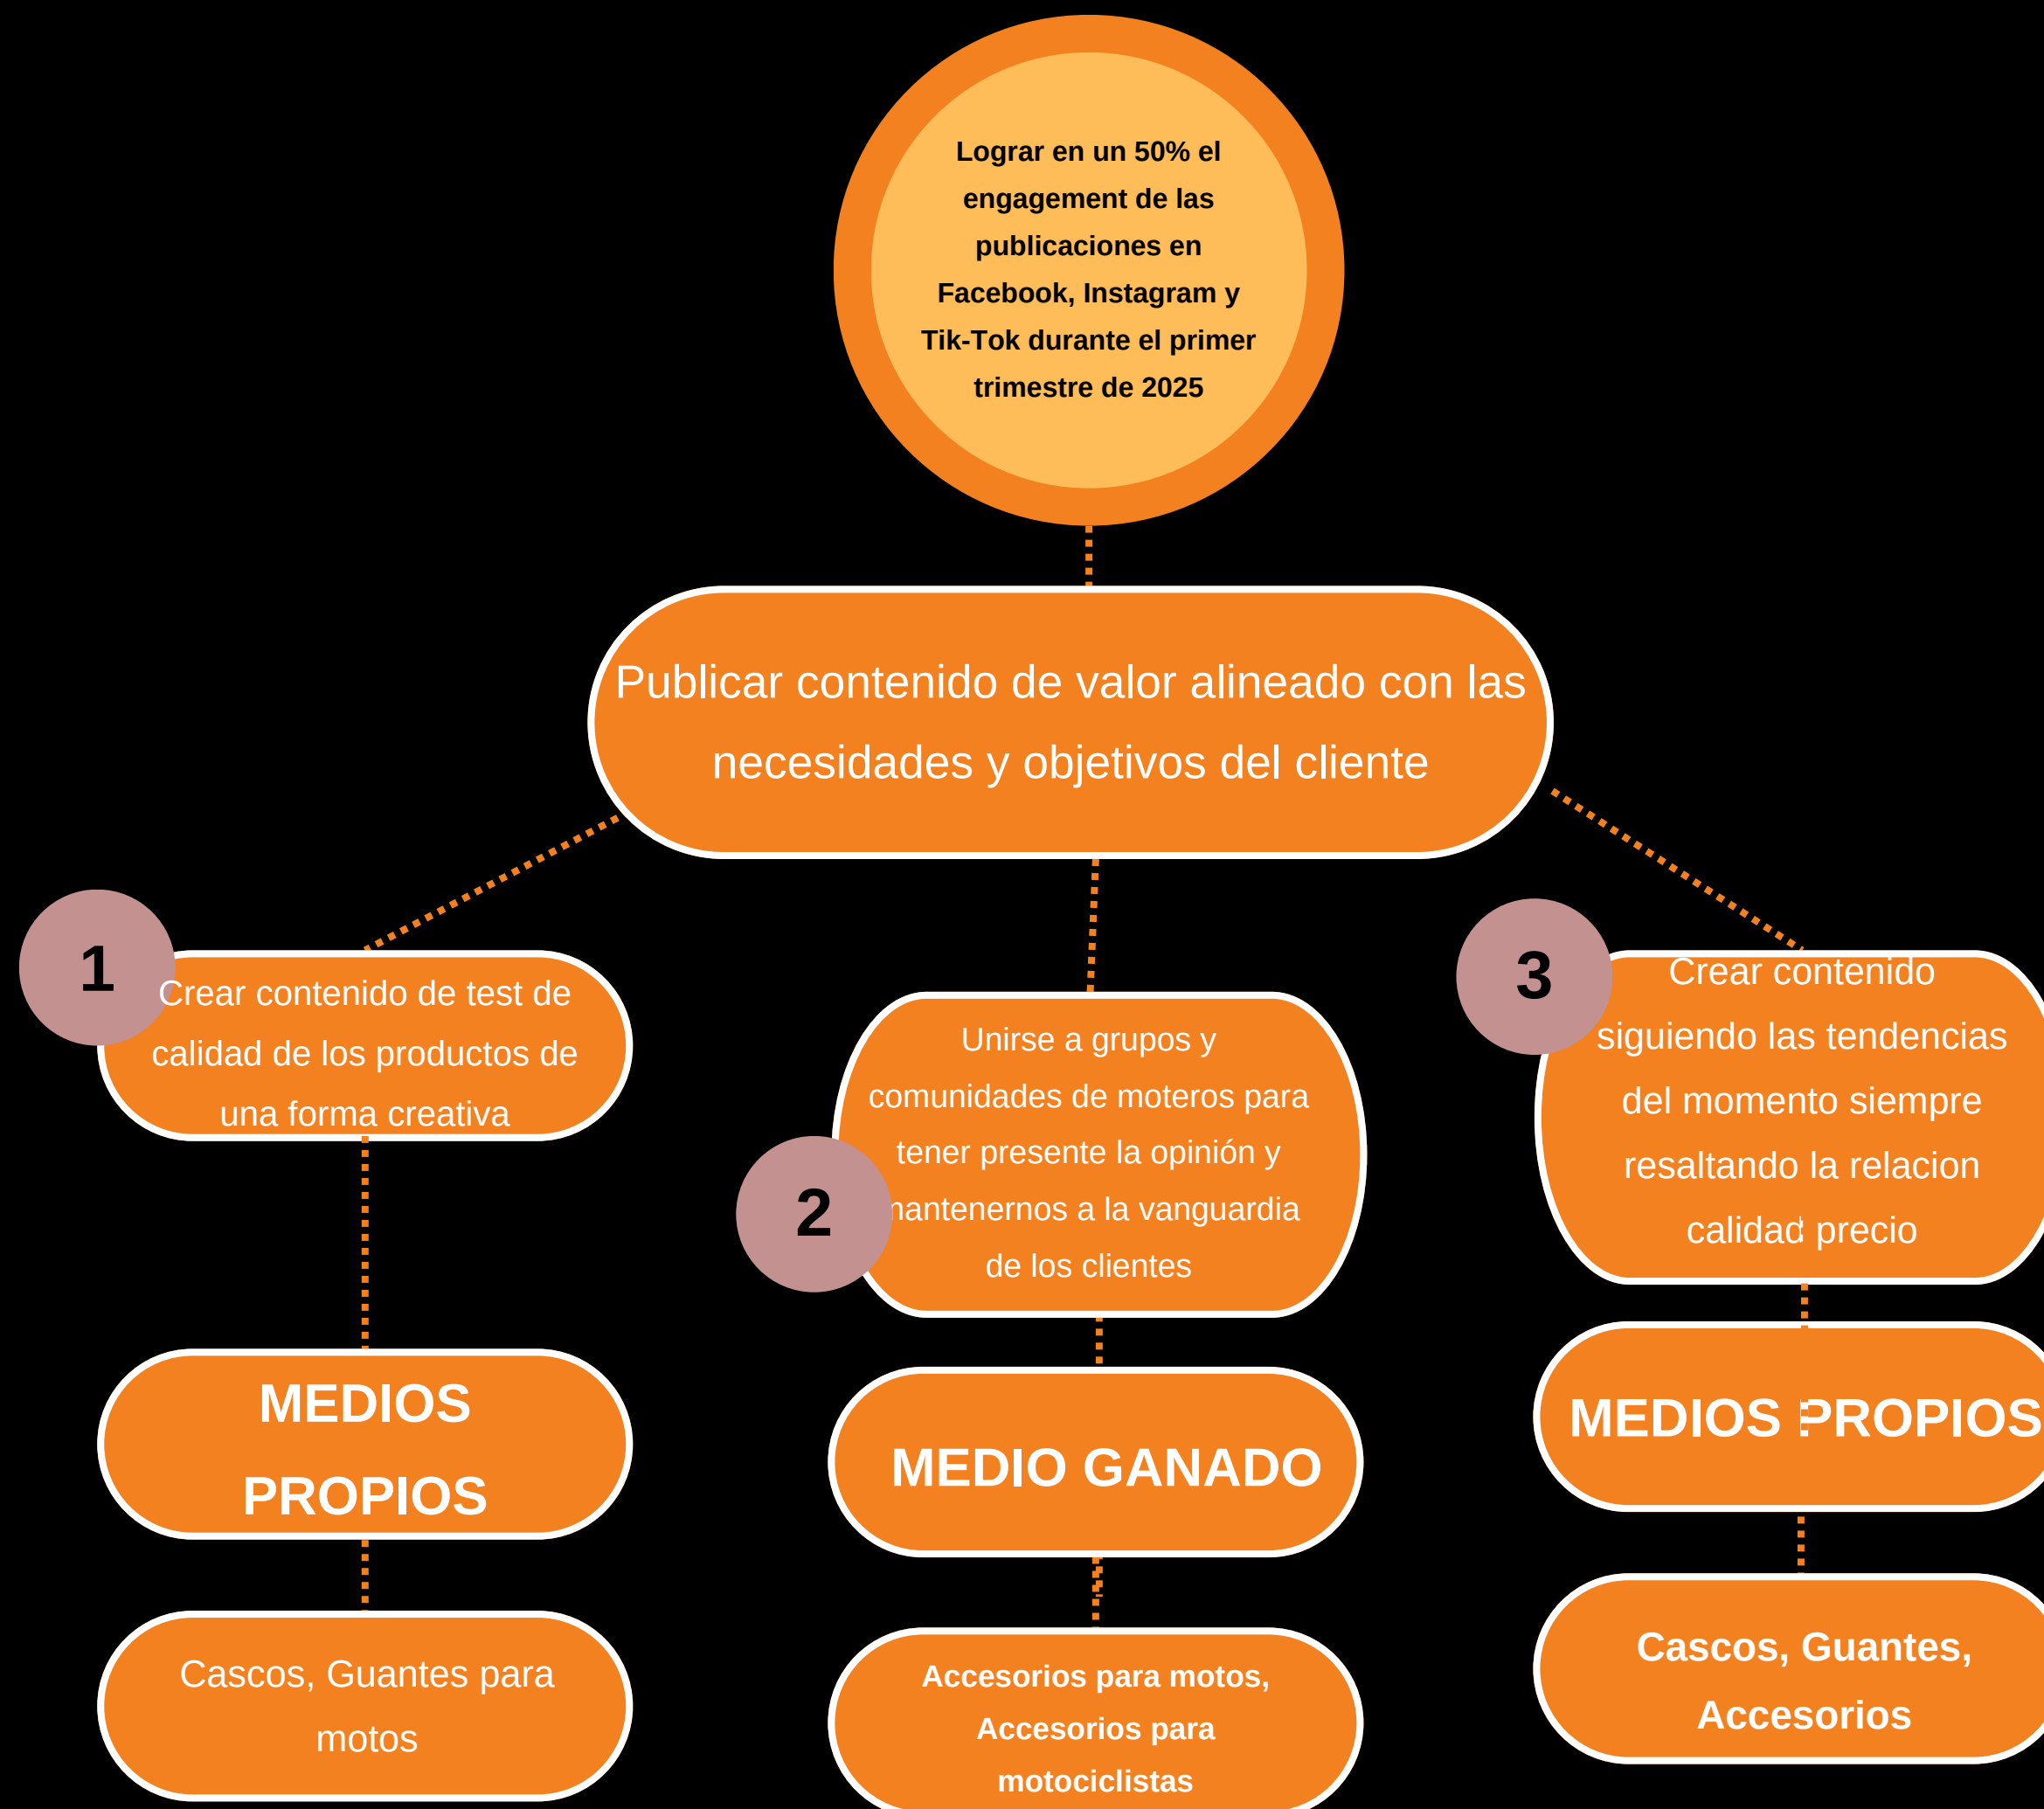 Lograr en un 50% el
engagement de las
publicaciones en
Facebook, Instagram y
Tik-Tok durante el primer
trimestre de 2025
Publicar contenido de valor alineado con las
necesidades y objetivos del cliente
1
Crear contenido de test de
calidad de los productos de
una forma creativa
MEDIOS
PROPIOS
Cascos, Guantes para
motos
2
Unirse a grupos y
comunidades de moteros para
tener presente la opinión y
mantenernos a la vanguardia
de los clientes
MEDIO GANADO
Accesorios para motos,
Accesorios para
motociclistas
3
Crear contenido
siguiendo las tendencias
del momento siempre
resaltando la relacion
calidad precio
MEDIOS PROPIOS
Cascos, Guantes,
Accesorios